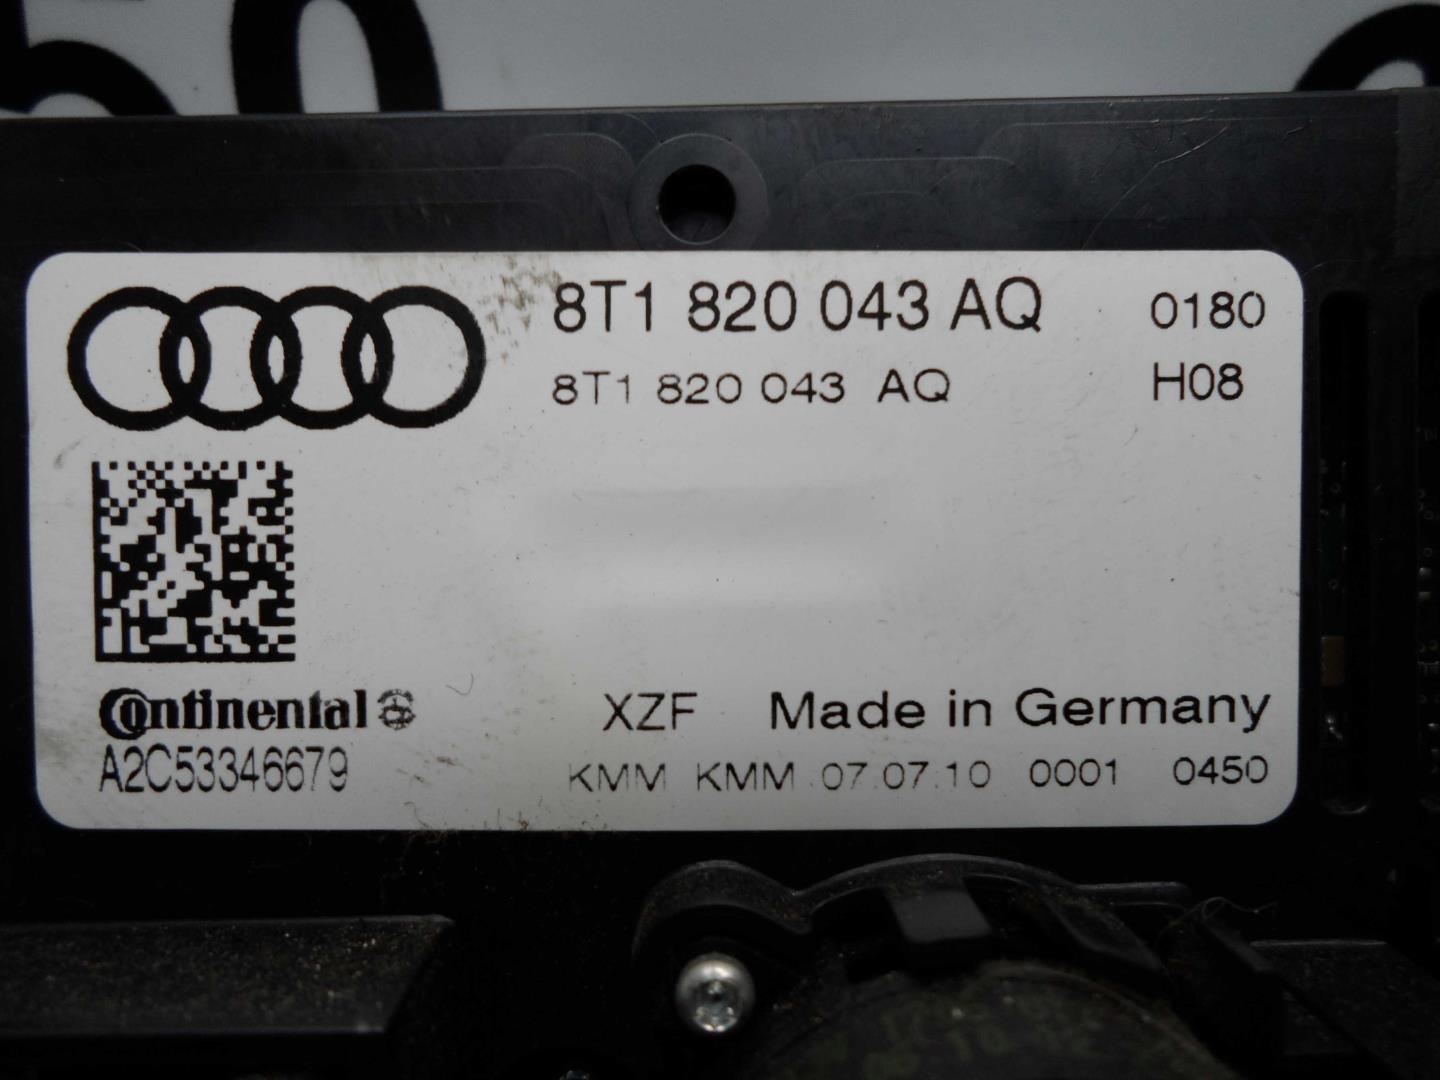 50
8T1 820 043 AQ 0180
8T1 820 043 AQ H08
Continental
A2C53346679
XZF Made in Germany
KMM KMM 07.07.10 0001 0450